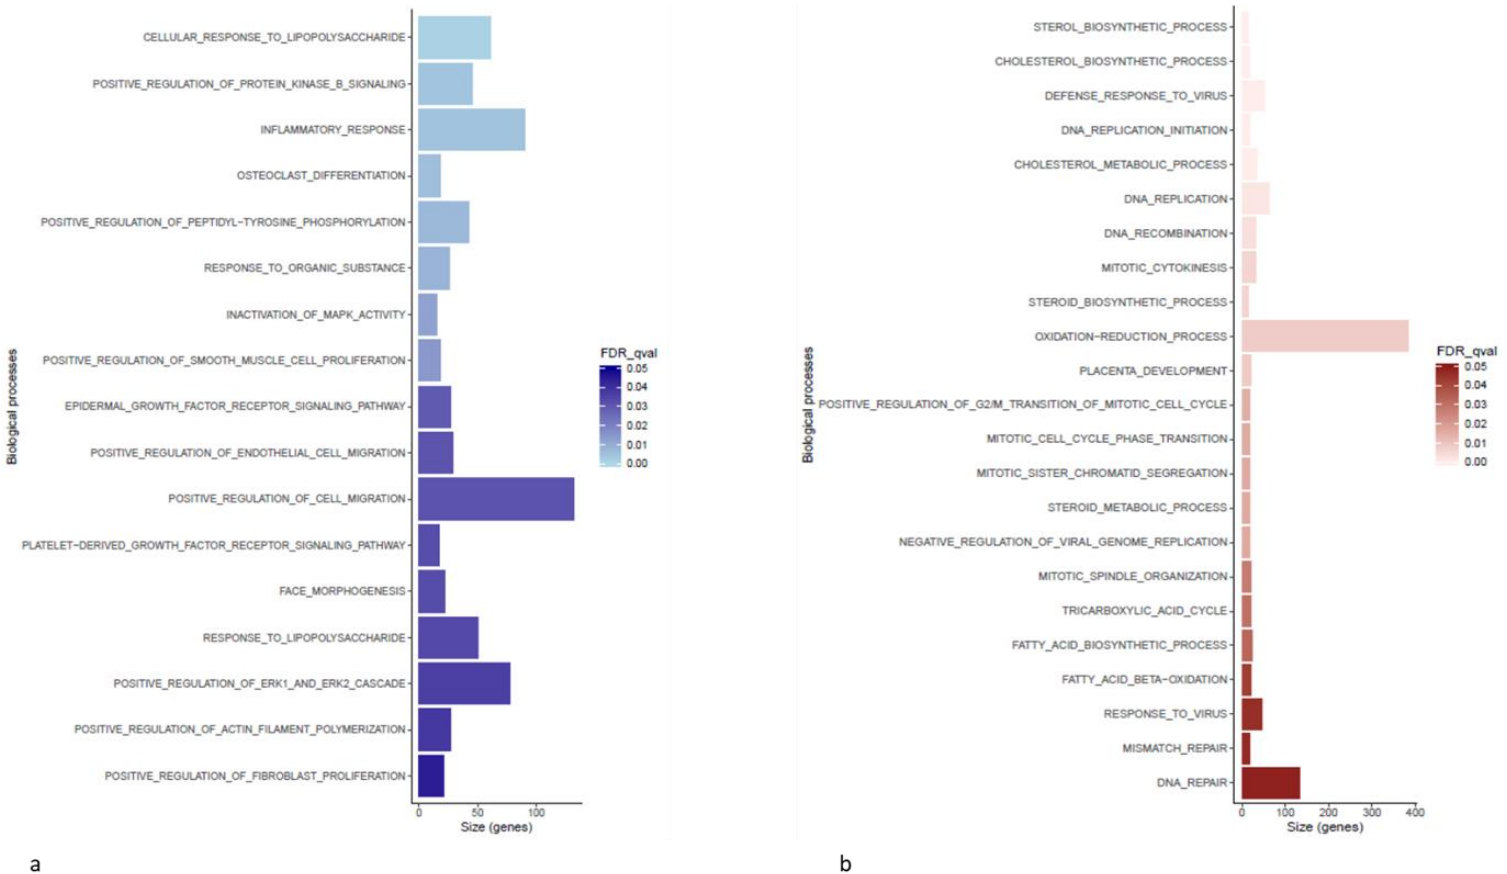 CELLULAR_RESPONSE_TO_LIPOPOLYSACCHARIDE
POSITIVE_REGULATION_OF_PROTEIN_KINASE_B_SIGNALING
INFLAMMATORY_RESPONSE
OSTEOCLAST_DIFFERENTIATION
POSITIVE_REGULATION_OF_PEPTIDYL-TYROSINE_PHOSPHORYLATION
RESPONSE_TO_ORGANIC_SUBSTANCE
INACTIVATION_OF_MAPK_ACTIVITY
POSITIVE_REGULATION_OF_SMOOTH_MUSCLE_CELL_PROLIFERATION
EPIDERMAL_GROWTH_FACTOR_RECEPTOR_SIGNALING_PATHWAY
POSITIVE_REGULATION_OF_ENDOTHELIAL_CELL_MIGRATION
POSITIVE_REGULATION_OF_CELL_MIGRATION
PLATELET-DERIVED_GROWTH_FACTOR_RECEPTOR_SIGNALING_PATHWAY
FACE_MORPHOGENESIS
RESPONSE_TO_LIPOPOLYSACCHARIDE
POSITIVE_REGULATION_OF_ERK1_AND_ERK2_CASCADE
POSITIVE_REGULATION_OF_ACTIN_FILAMENT_POLYMERIZATION
POSITIVE_REGULATION_OF_FIBROBLAST_PROLIFERATION
Biological processes
0 50 100
Size (genes)
FDR_qval
0.05
0.04
0.03
0.02
0.01
0.00
a
STEROL_BIOSYNTHETIC_PROCESS
CHOLESTEROL_BIOSYNTHETIC_PROCESS
DEFENSE_RESPONSE_TO_VIRUS
DNA_REPLICATION_INITIATION
CHOLESTEROL_METABOLIC_PROCESS
DNA_REPLICATION
DNA_RECOMBINATION
MITOTIC_CYTOKINESIS
STEROID_BIOSYNTHETIC_PROCESS
OXIDATION-REDUCTION_PROCESS
PLACENTA_DEVELOPMENT
POSITIVE_REGULATION_OF_G2/M_TRANSITION_OF_MITOTIC_CELL_CYCLE
MITOTIC_CELL_CYCLE_PHASE_TRANSITION
MITOTIC_SISTER_CHROMATID_SEGREGATION
STEROID_METABOLIC_PROCESS
NEGATIVE_REGULATION_OF_VIRAL_GENOME_REPLICATION
MITOTIC_SPINDLE_ORGANIZATION
TRICARBOXYLIC_ACID_CYCLE
FATTY_ACID_BIOSYNTHETIC_PROCESS
FATTY_ACID_BETA-OXIDATION
RESPONSE_TO_VIRUS
MISMATCH_REPAIR
DNA_REPAIR
Biological processes
0 100 200 300 400
Size (genes)
FDR_qval
0.05
0.04
0.03
0.02
0.01
0.00
b